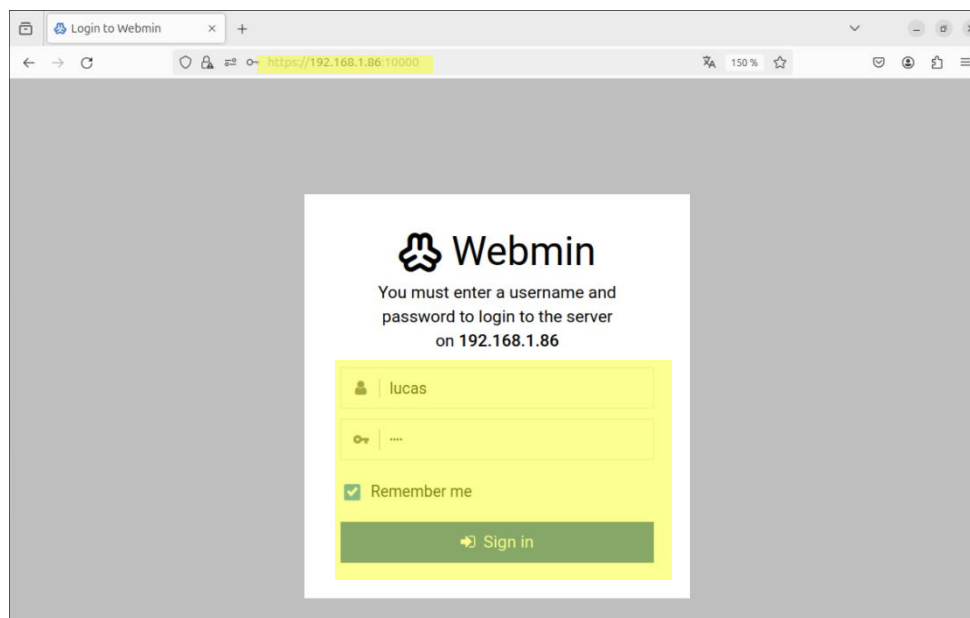 Login to Webmin
https://192.168.1.86:10000
150 %
Webmin
You must enter a username and
password to login to the server
on 192.168.1.86
lucas
····
Remember me
Sign in